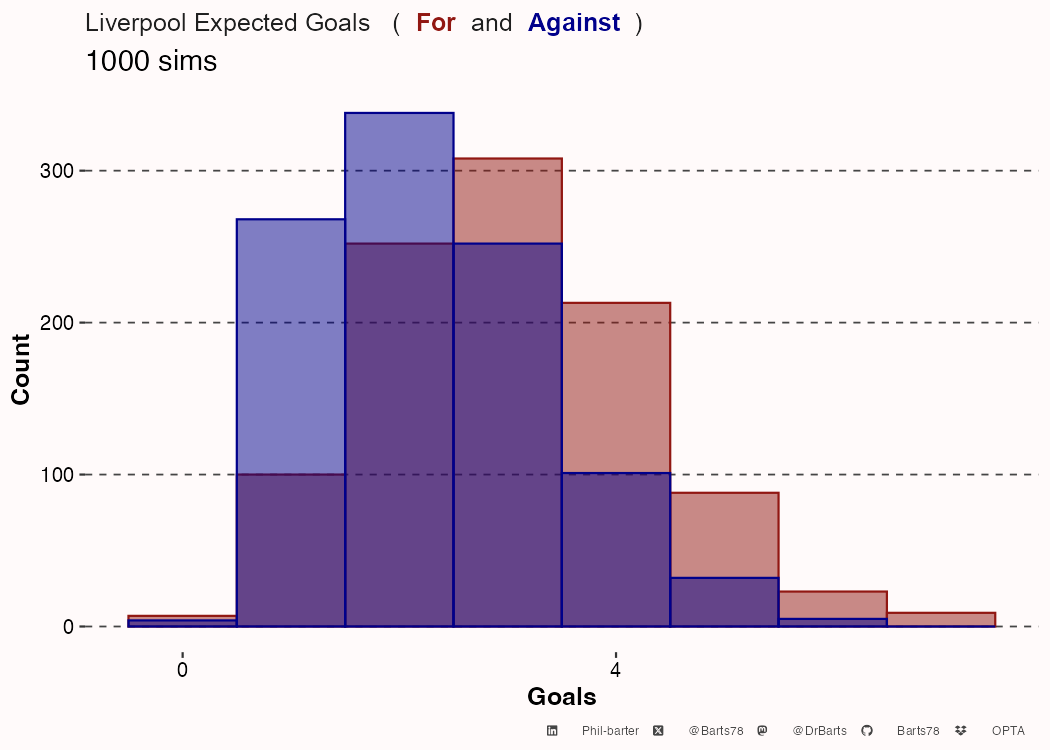 Liverpool Expected Goals ( For and Against )
1000 sims
300
200
100
0
Count
0 4
Goals
Phil-barter @Barts78 @DrBarts Barts78 OPTA